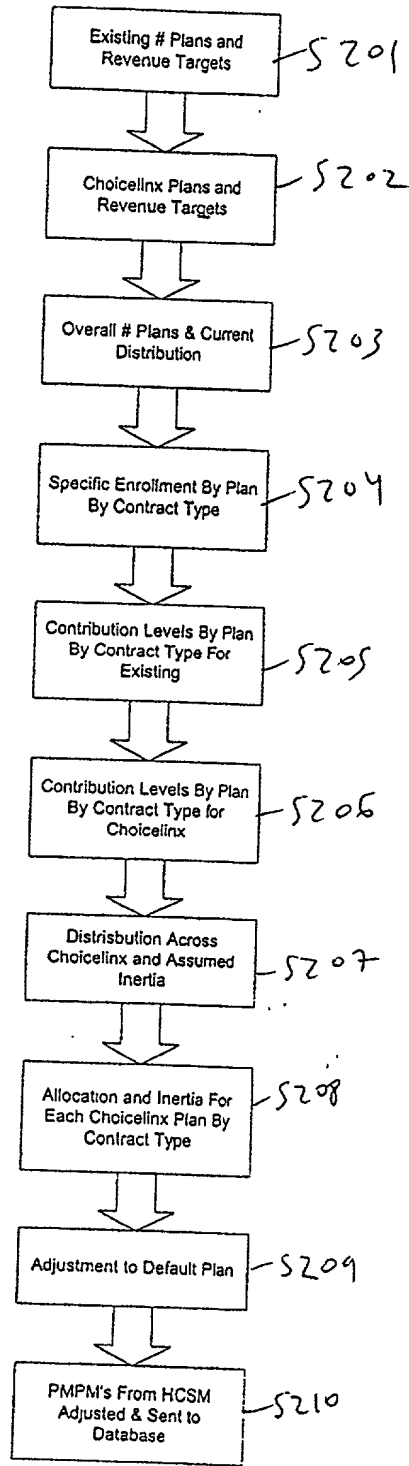 Existing # Plans and
Revenue Targets
S201
Choicelinx Plans and
Revenue Targets
S202
Overall # Plans & Current
Distribution
S203
Specific Enrollment By Plan
By Contract Type
S204
Contribution Levels By Plan
By Contract Type For
Existing
S205
Contribution Levels By Plan
By Contract Type for
Choicelinx
S206
Distrisbution Across
Choicelinx and Assumed
Inertia
S207
Allocation and Inertia For
Each Choicelinx Plan By
Contract Type
S208
Adjustment to Default Plan
S209
PMPM's From HCSM
Adjusted & Sent to
Database
S210